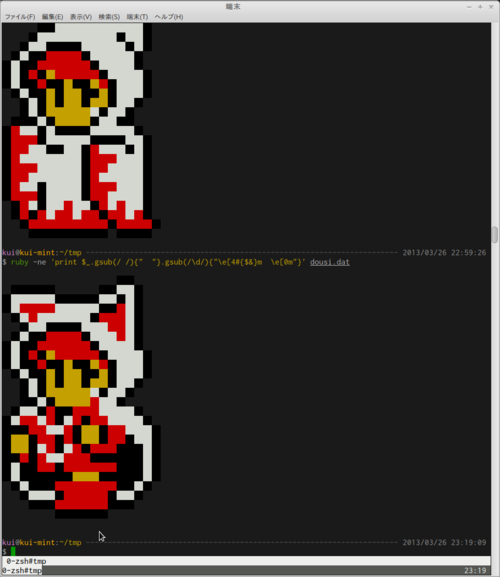 端末
ファイル(F) 編集(E) 表示(V) 検索(S) 端末(T) ヘルプ(H)
kui@kui-mint:~/tmp ---------------------------------------------------------------- 2013/03/26 22:59:26
$ ruby -ne 'print $_.gsub(/ /){"  "}.gsub(/\d/){"\e[4#{$&}m  \e[0m"}' dousi.dat
kui@kui-mint:~/tmp ---------------------------------------------------------------- 2013/03/26 23:19:09
$
0-zsh#tmp
0-zsh#tmp 23:19